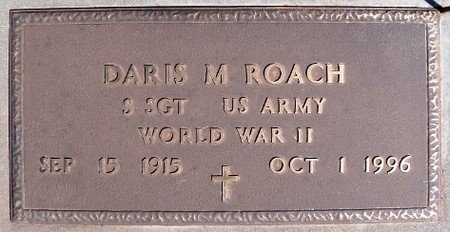 DARIS M ROACH
S SGT US ARMY
WORLD WAR II
SEP 15 1915 OCT 1 1996